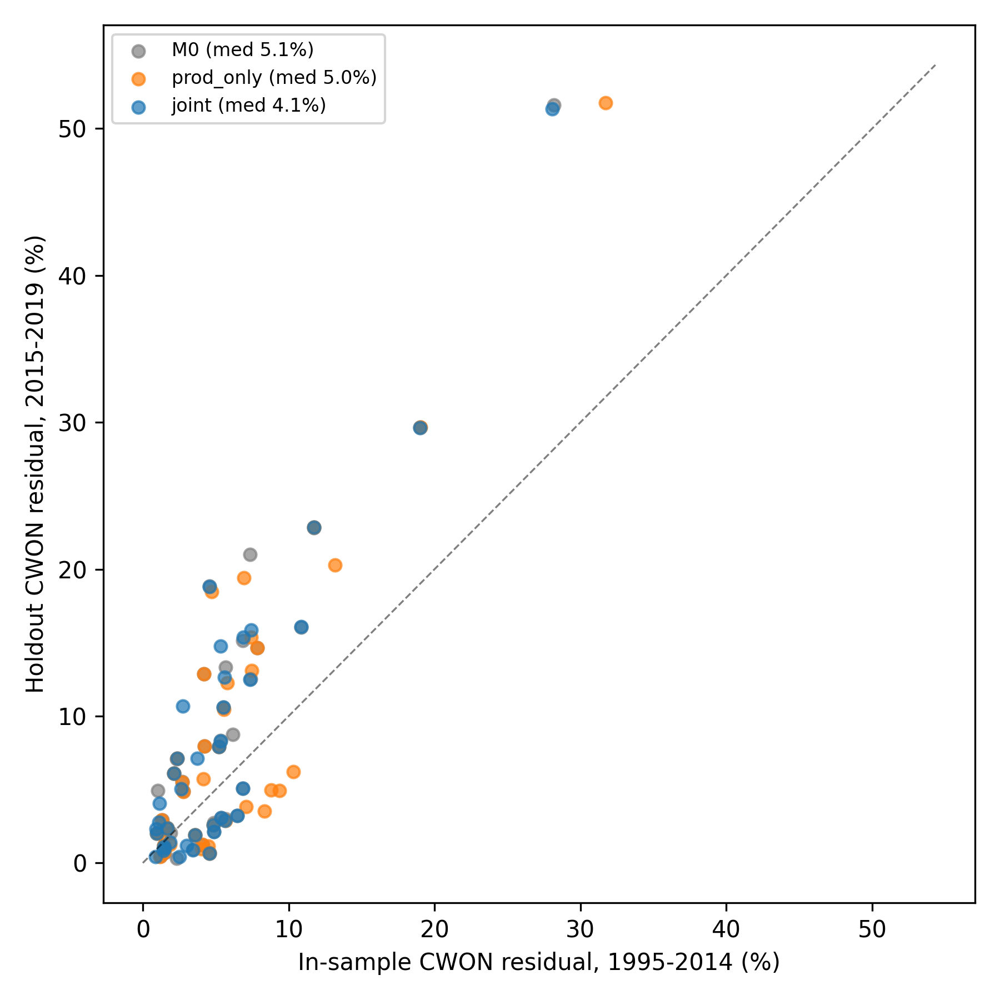 M0 (med 5.1%)
prod_only (med 5.0%)
joint (med 4.1%)
50
40
30
20
10
0
Holdout CWON residual, 2015-2019 (%)
0 10 20 30 40 50
In-sample CWON residual, 1995-2014 (%)